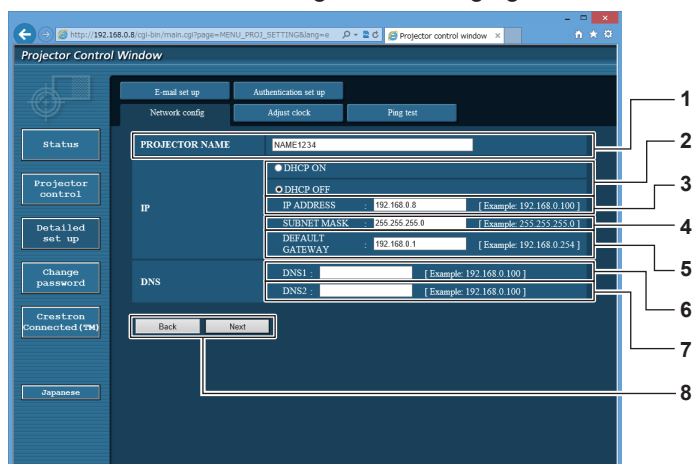 http://192.168.0.8/cgi-bin/main.cgi?page=MENU_PROJ_SETTING&lang=e
Projector control window
Projector Control Window
E-mail set up
Authentication set up
Network config
Adjust clock
Ping test
1
Status
PROJECTOR NAME
NAME1234
2
DHCP ON
Projector
control
DHCP OFF
3
IP
IP ADDRESS : 192.168.0.8 [ Example: 192.168.0.100 ]
SUBNET MASK : 255.255.255.0 [ Example: 255.255.255.0 ]
4
Detailed
set up
DEFAULT
GATEWAY : 192.168.0.1 [ Example: 192.168.0.254 ]
5
Change
password
DNS
DNS1 : [ Example: 192.168.0.100 ]
6
DNS2 : [ Example: 192.168.0.100 ]
7
Crestron
Connected(TM)
Back
Next
8
Japanese